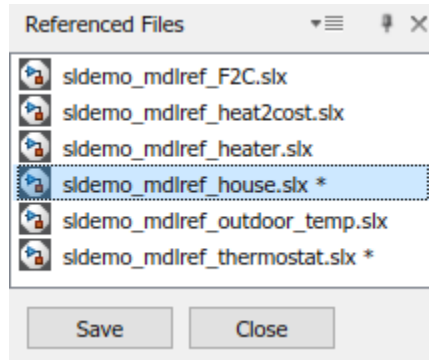 Referenced Files
sldemo_mdlref_F2C.slx
sldemo_mdlref_heat2cost.slx
sldemo_mdlref_heater.slx
sldemo_mdlref_house.slx *
sldemo_mdlref_outdoor_temp.slx
sldemo_mdlref_thermostat.slx *
Save Close